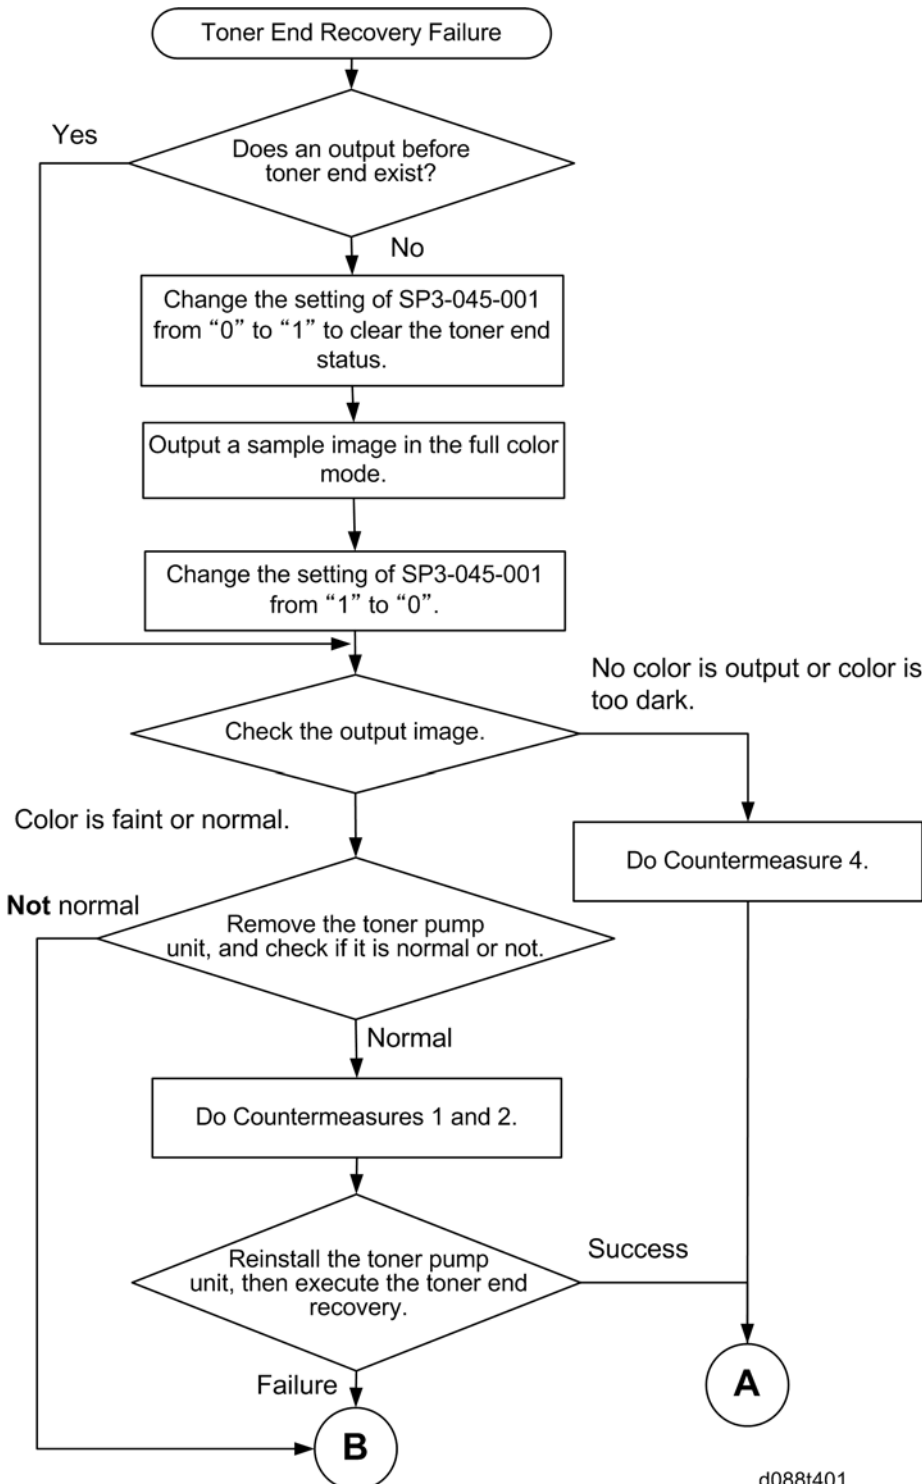 Toner End Recovery Failure
Yes
Does an output before
toner end exist?
No
Change the setting of SP3-045-001
from “0” to “1” to clear the toner end
status.
Output a sample image in the full color
mode.
Change the setting of SP3-045-001
from “1” to “0”.
No color is output or color is
too dark.
Check the output image.
Color is faint or normal.
Do Countermeasure 4.
Not normal
Remove the toner pump
unit, and check if it is normal or not.
Normal
Do Countermeasures 1 and 2.
Reinstall the toner pump
unit, then execute the toner end
recovery.
Success
A
Failure
B
d088t401